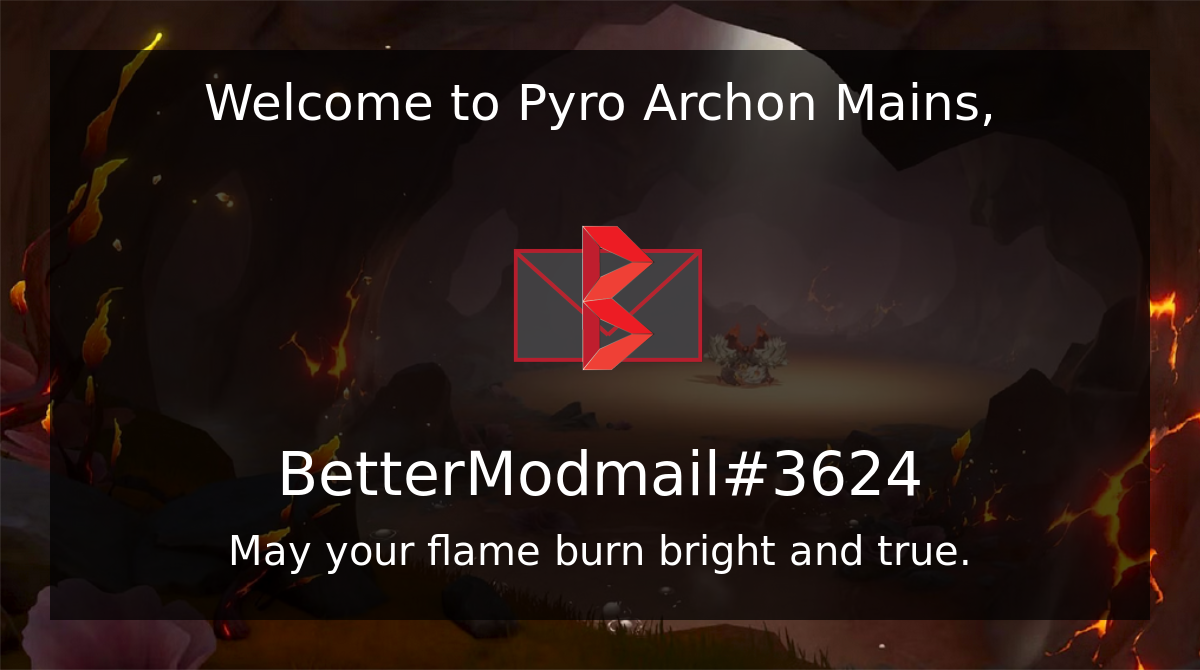 Welcome to Pyro Archon Mains,
BetterModmail#3624
May your flame burn bright and true.